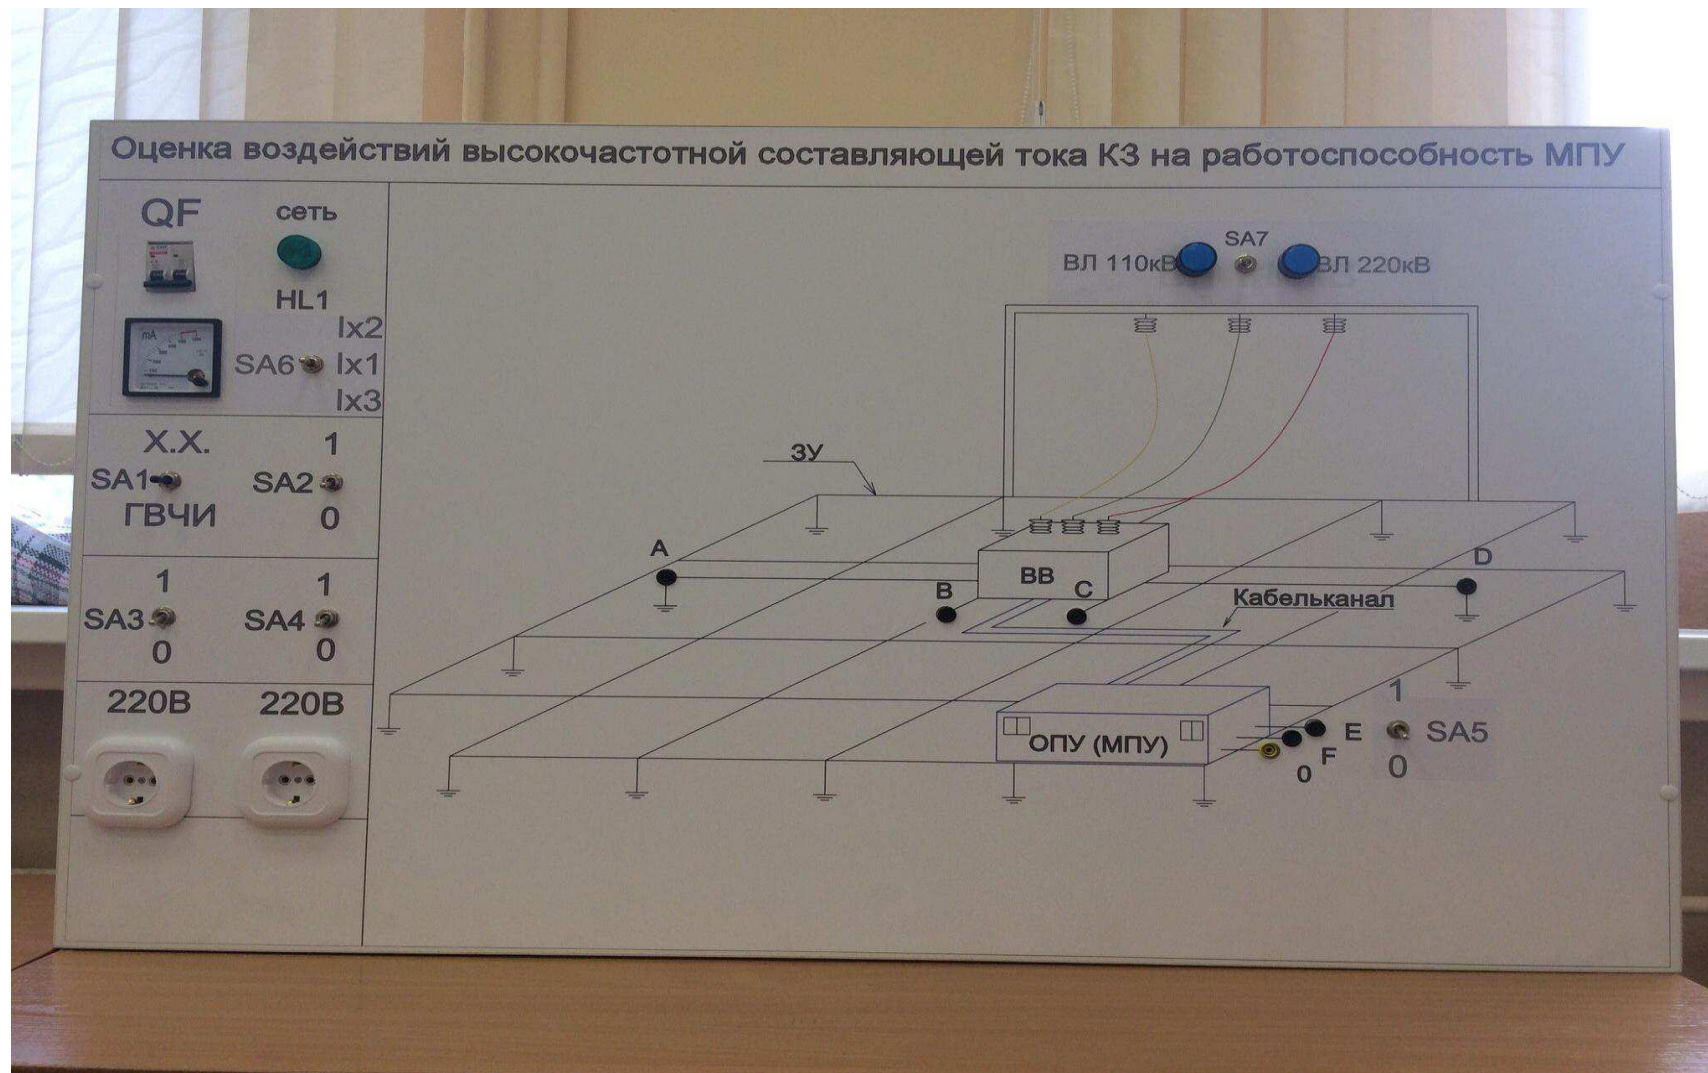 Оценка воздействий высокочастотной составляющей тока КЗ на работоспособность МПУ
QF
сеть
HL1
mA
SA6
Ix2
Ix1
Ix3
Х.Х.
SA1
ГВЧИ
1
SA2
0
1
SA3
0
1
SA4
0
220В
220В
SA7
ВЛ 110кВ
ВЛ 220кВ
ЗУ
A
B
C
D
ВВ
Кабельканал
ОПУ (МПУ)
E
F
0
1
SA5
0